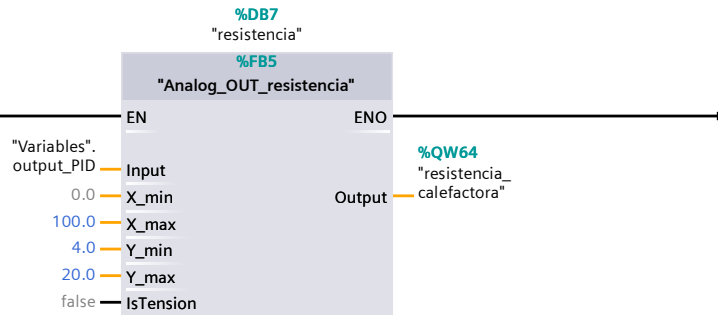 %DB7
"resistencia"
%FB5
"Analog_OUT_resistencia"
EN
ENO
"Variables".
output_PID
Input
%QW64
"resistencia_
calefactora"
0.0
X_min
Output
100.0
X_max
4.0
Y_min
20.0
Y_max
false
IsTension